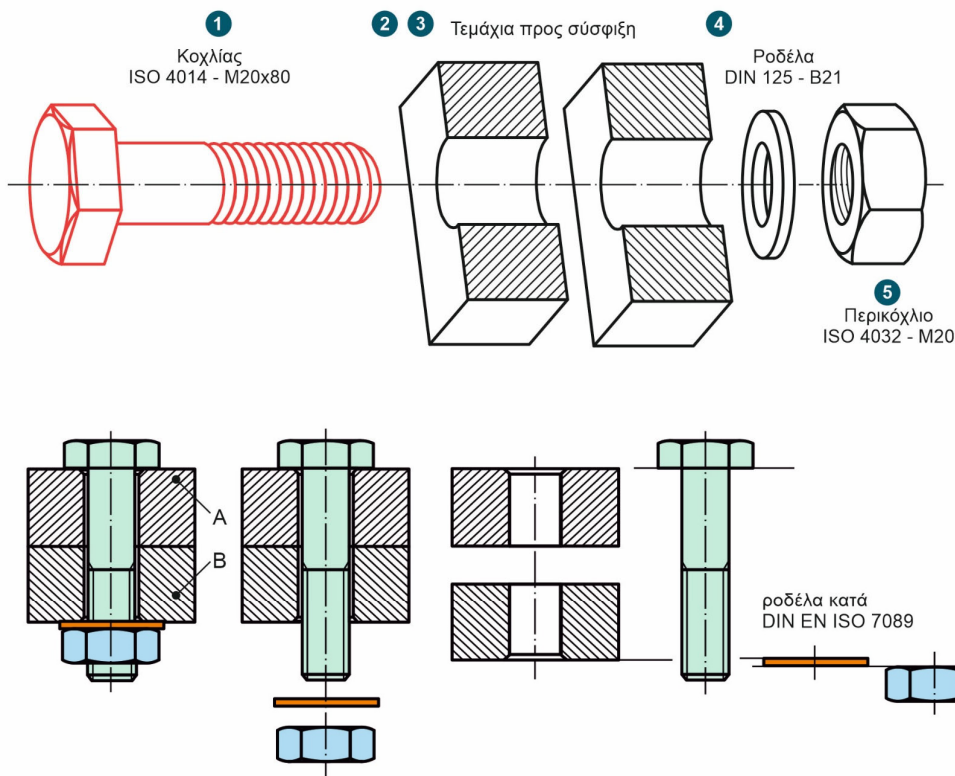 1
Κοχλίας
ISO 4014 - M20x80
2 3 Τεμάχια προς σύσφιξη
4
Ροδέλα
DIN 125 - B21
5
Περικόχλιο
ISO 4032 - M20
A
B
ροδέλα κατά
DIN EN ISO 7089